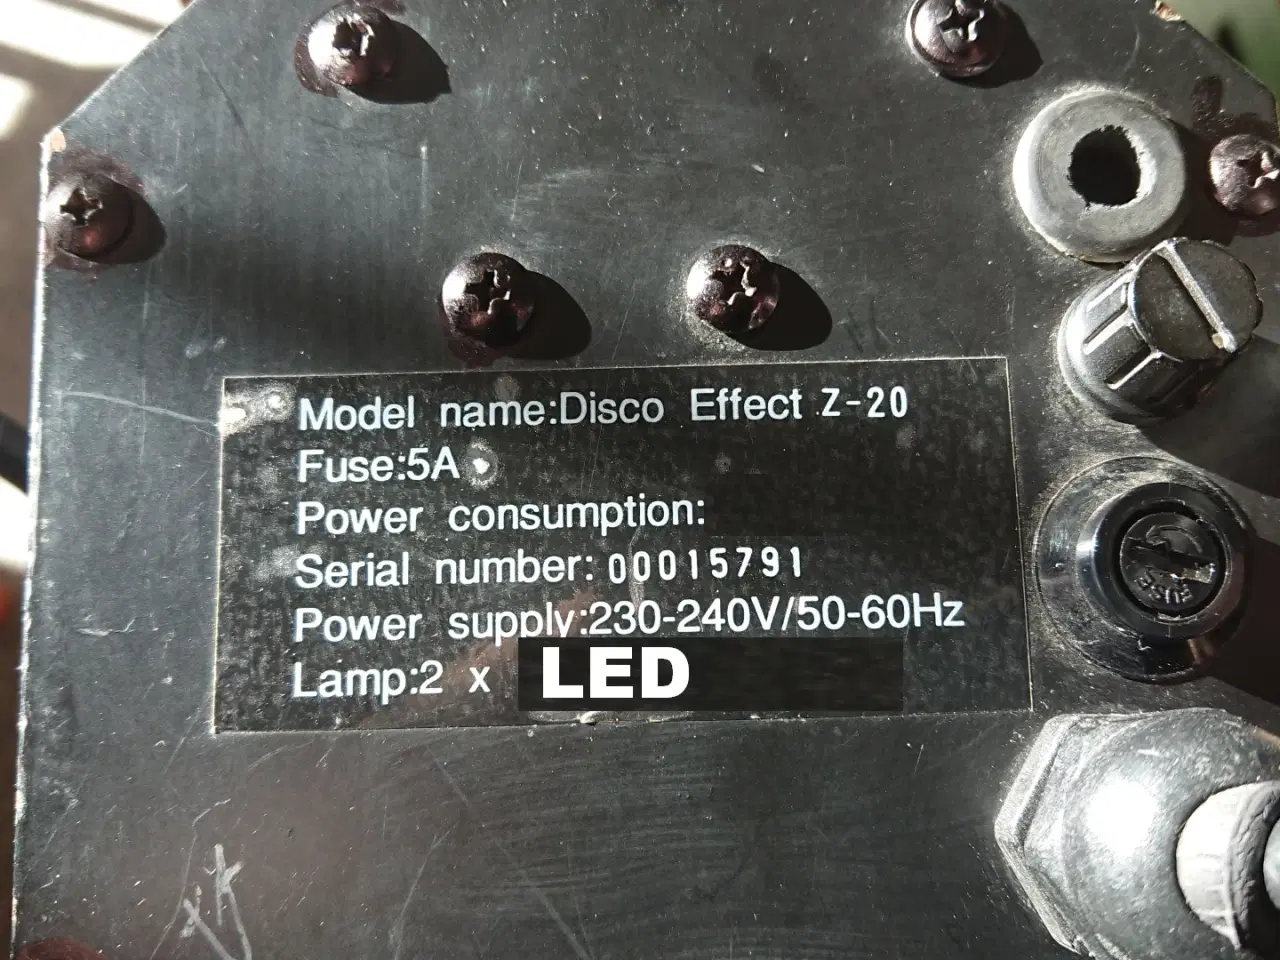 Model name:Disco Effect Z-20
Fuse:5A
Power consumption:
Serial number: 00015791
Power supply:230-240V/50-60Hz
Lamp:2 x LED
FUSE